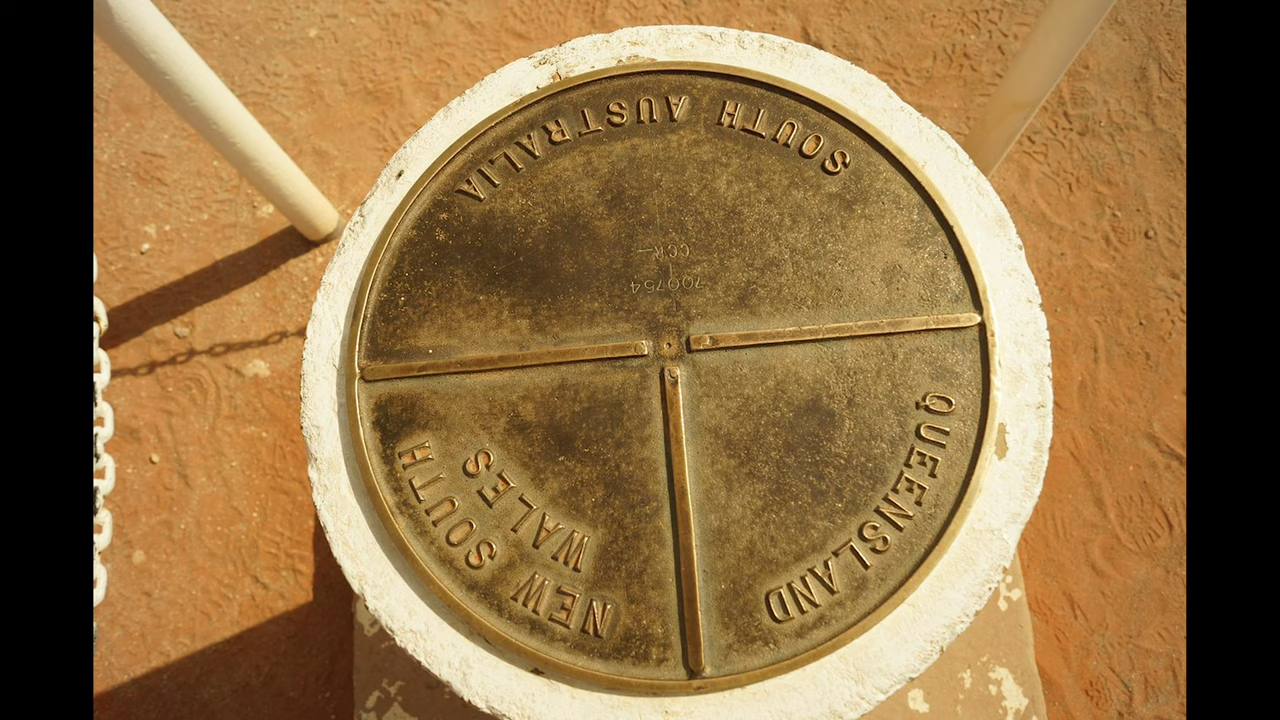 SOUTH AUSTRALIA
CCR
700754
QUEENSLAND
NEW SOUTH
WALES